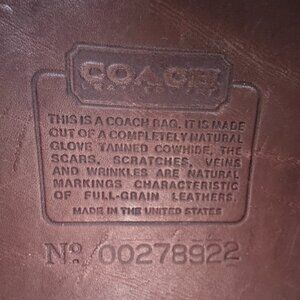 COACH
THIS IS A COACH BAG. IT IS MADE
OUT OF A COMPLETELY NATURAL
GLOVE TANNED COWHIDE, THE
SCARS, SCRATCHES, VEINS
AND WRINKLES ARE NATURAL
MARKINGS CHARACTERISTIC
OF FULL-GRAIN LEATHERS.
MADE IN THE UNITED STATES
No 00278922